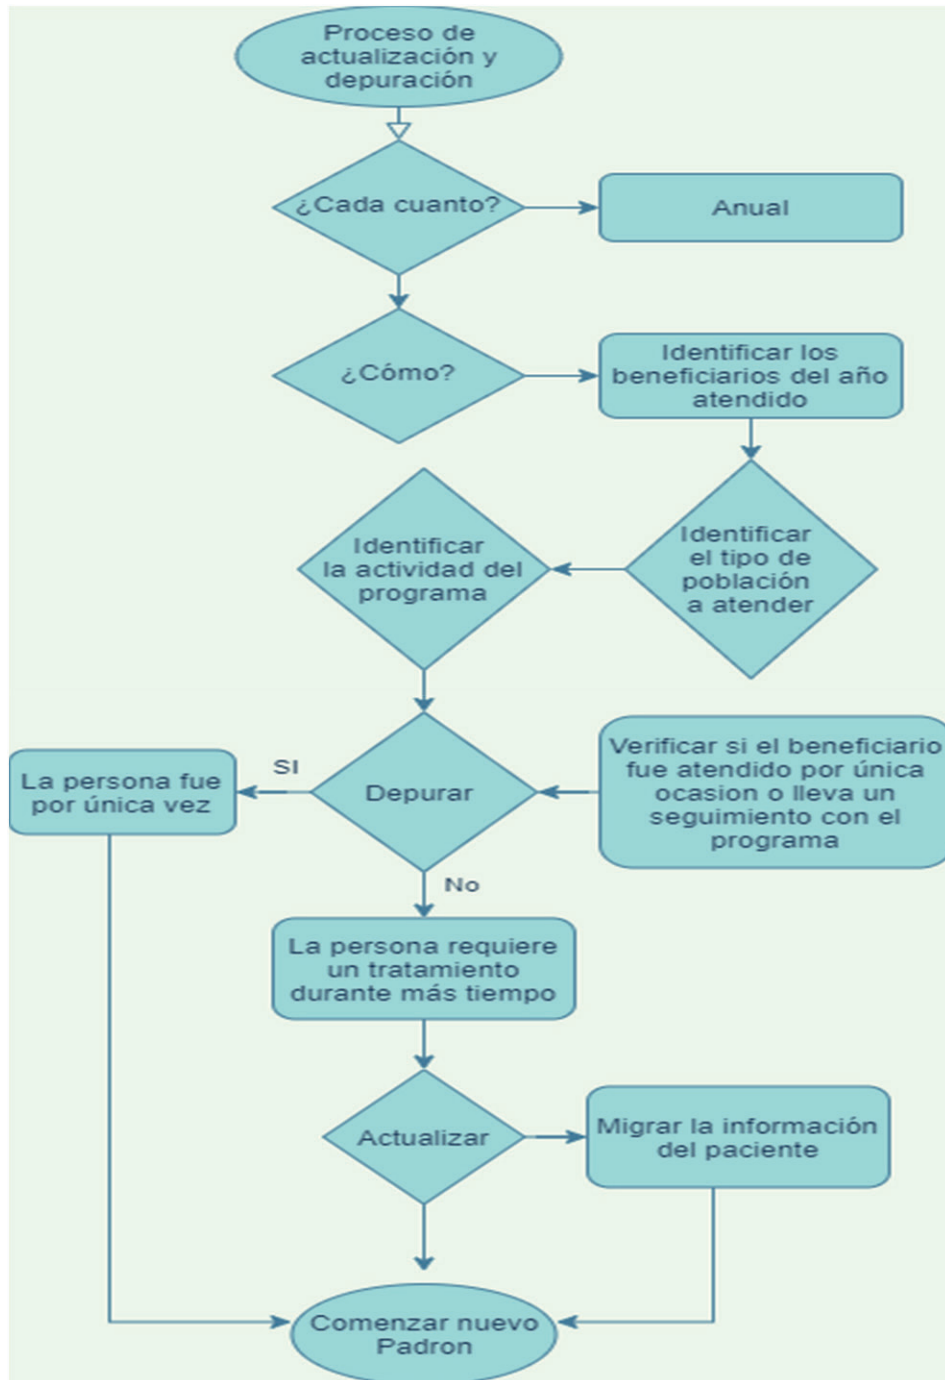 Proceso de
actualización y
depuración
¿Cada cuanto?
Anual
¿Cómo?
Identificar los
beneficiarios del año
atendido
Identificar
el tipo de
población
a atender
Identificar
la actividad del
programa
Verificar si el beneficiario
fue atendido por única
ocasion o lleva un
seguimiento con el
programa
Depurar
SI
La persona fue
por única vez
No
La persona requiere
un tratamiento
durante más tiempo
Actualizar
Migrar la información
del paciente
Comenzar nuevo
Padron